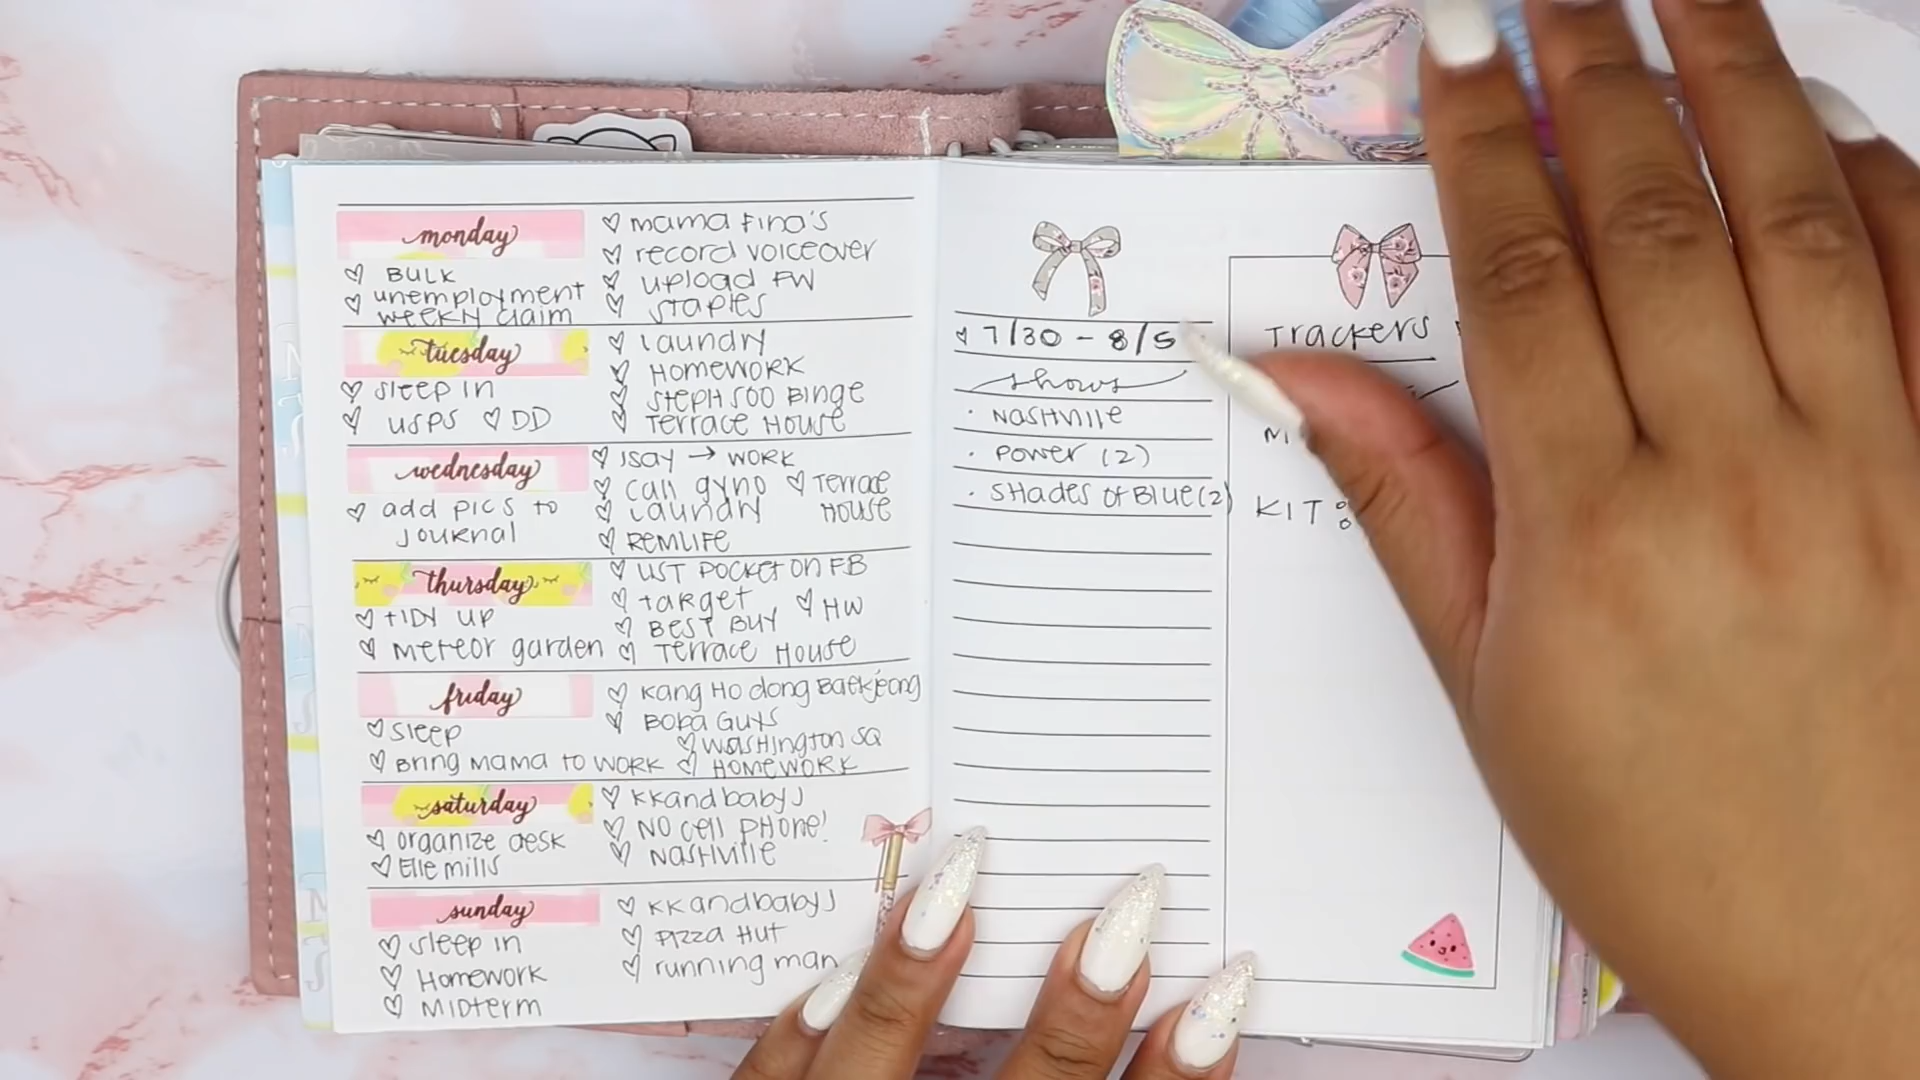 monday
♡ BULK
♡ unemployment
weekly claim
♡ mama Fina's
♡ record voiceover
♡ upload FW
♡ STAPLES
tuesday
♡ sleep in
♡ USPS ♡ DD
♡ Laundry
♡ Homework
♡ STEPH SOO Binge
♡ Terrace House
wednesday
♡ add pics to
journal
♡ Jsay → work
♡ call gyno ♡ Terrace
♡ Laundry House
♡ REMLIFE
thursday
♡ tidy up
♡ meteor garden
♡ LIST POCKET ON FB
♡ target ♡ HW
♡ BEST BUY
♡ Terrace House
friday
♡ sleep
♡ Bring mama to work
♡ Kang Ho dong Baekjeong
♡ Boba Guys
♡ Washington SQ
♡ Homework
saturday
♡ organize desk
♡ Elle mills
♡ KKandbabyJ
♡ NO cell PHone!
♡ Nashville
sunday
♡ sleep in
♡ Homework
♡ MIDterm
♡ KKandbabyJ
♡ Pizza Hut
♡ running man
♡ 7/30 - 8/5
shows
· Nashville
· Power (2)
· Shades of Blue (2)
Trackers
KIT: